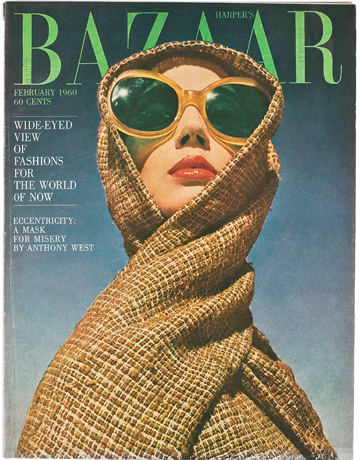 HARPER'S
BAZAAR
FEBRUARY 1960
60 CENTS
WIDE-EYED
VIEW
OF
FASHIONS
FOR
THE WORLD
OF NOW
ECCENTRICITY:
A MASK
FOR MISERY
BY ANTHONY WEST